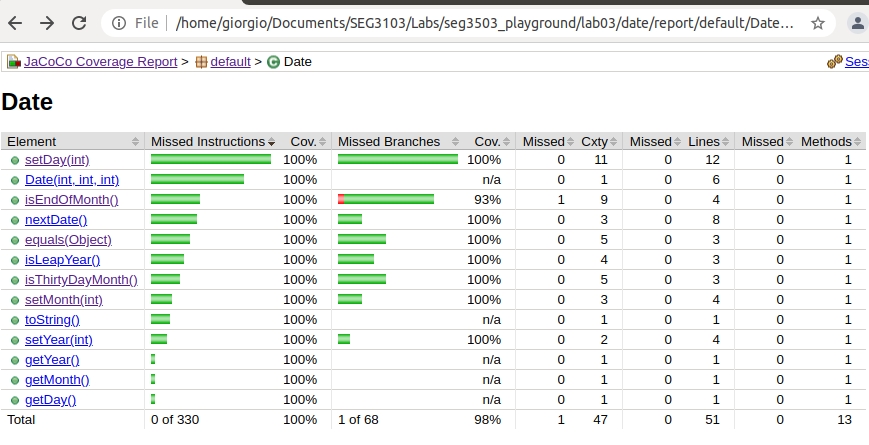 File /home/giorgio/Documents/SEG3103/Labs/seg3503_playground/lab03/date/report/default/Date...
JaCoCo Coverage Report > default > Date Ses
Date
Element Missed Instructions Cov. Missed Branches Cov. Missed Cxty Missed Lines Missed Methods
setDay(int) 100% 100% 0 11 0 12 0 1
Date(int, int, int) 100% n/a 0 1 0 6 0 1
isEndOfMonth() 100% 93% 1 9 0 4 0 1
nextDate() 100% 100% 0 3 0 8 0 1
equals(Object) 100% 100% 0 5 0 3 0 1
isLeapYear() 100% 100% 0 4 0 3 0 1
isThirtyDayMonth() 100% 100% 0 5 0 3 0 1
setMonth(int) 100% 100% 0 3 0 4 0 1
toString() 100% n/a 0 1 0 1 0 1
setYear(int) 100% 100% 0 2 0 4 0 1
getYear() 100% n/a 0 1 0 1 0 1
getMonth() 100% n/a 0 1 0 1 0 1
getDay() 100% n/a 0 1 0 1 0 1
Total 0 of 330 100% 1 of 68 98% 1 47 0 51 0 13